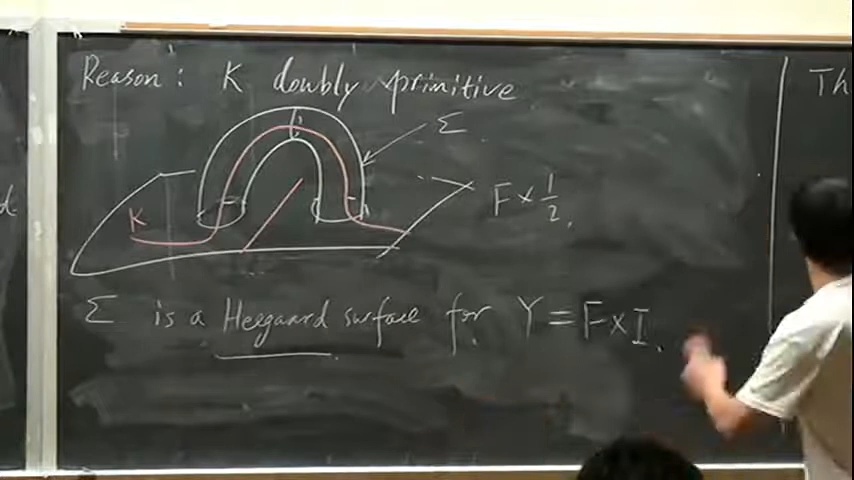 Reason: K doubly primitive
Th
Σ
K
F × 1/2.
Σ is a Heegaard surface for Y = F×I.
d